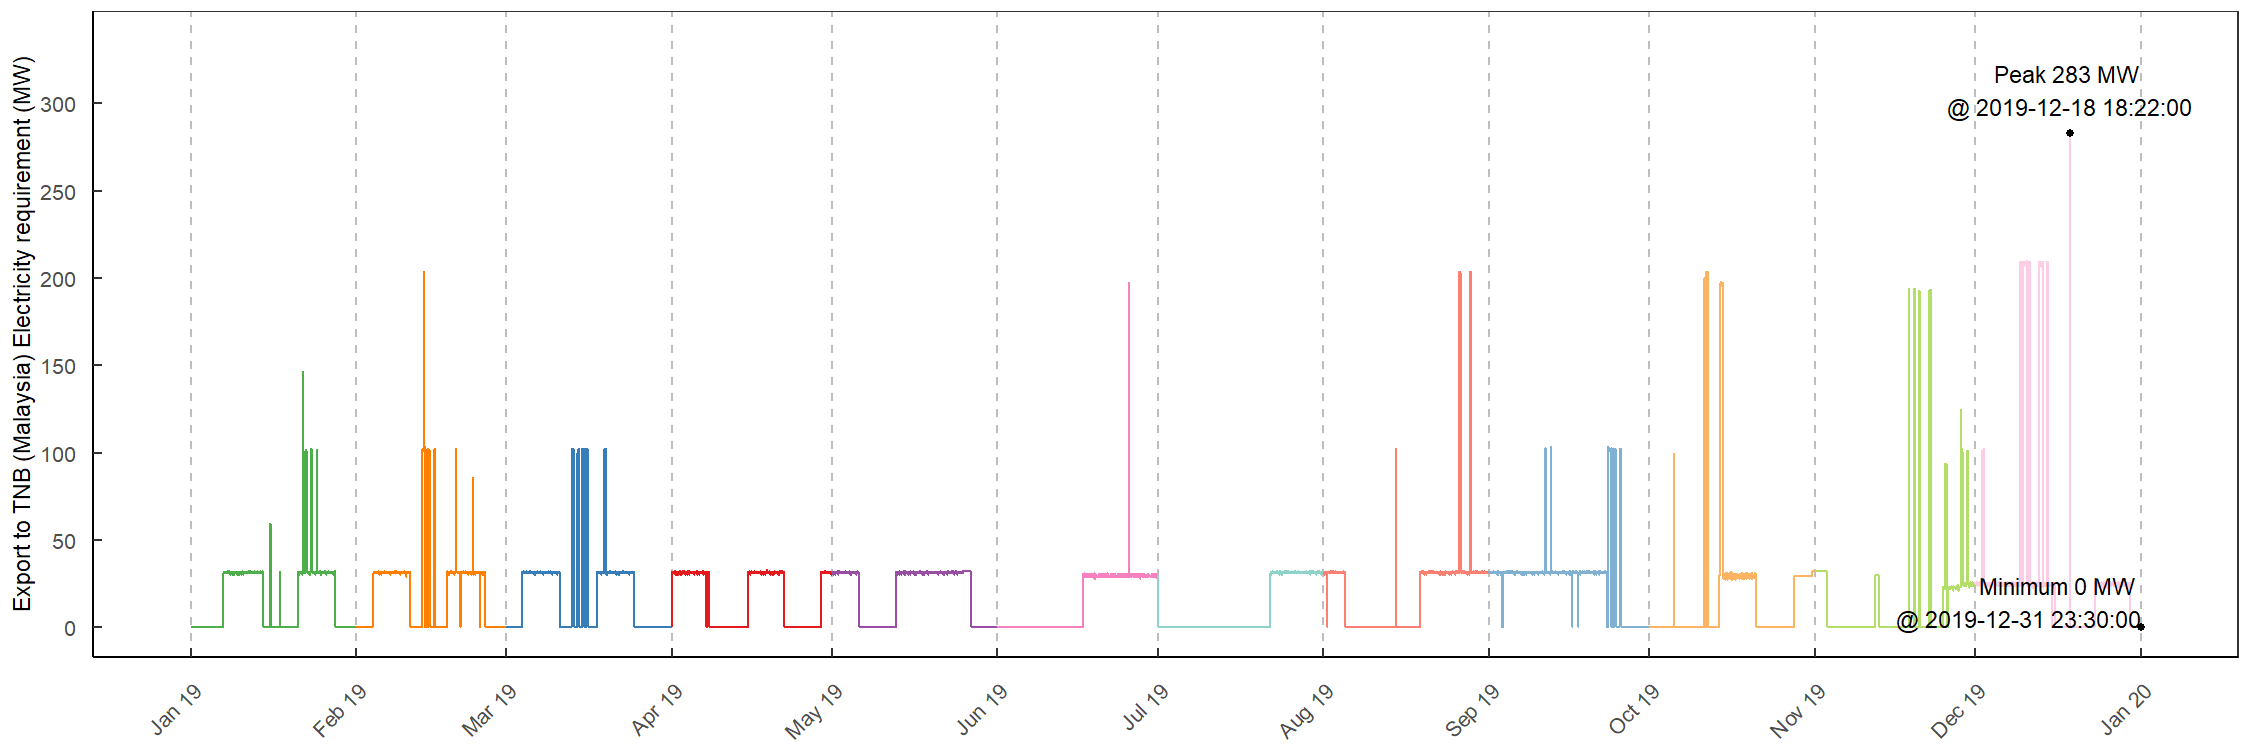 Export to TNB (Malaysia) Electricity requirement (MW)
300
250
200
150
100
50
0
Peak 283 MW
@ 2019-12-18 18:22:00
Minimum 0 MW
@ 2019-12-31 23:30:00
Jan 19
Feb 19
Mar 19
Apr 19
May 19
Jun 19
Jul 19
Aug 19
Sep 19
Oct 19
Nov 19
Dec 19
Jan 20